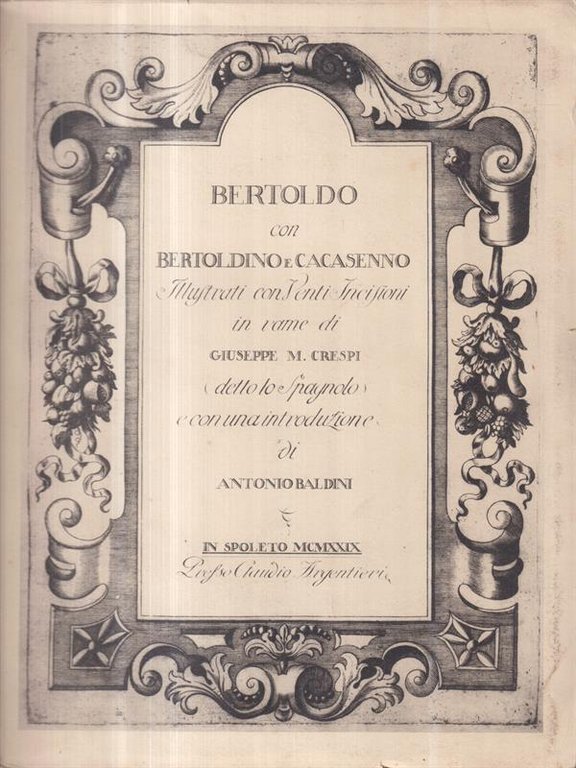 BERTOLDO
con
BERTOLDINO E CACASENNO
Illustrati con Venti Incisioni
in rame di
GIUSEPPE M. CRESPI
(detto lo Spagnolo)
e con una introduzione
di
ANTONIO BALDINI
IN SPOLETO MCMXXIX
Presso Claudio Argentieri